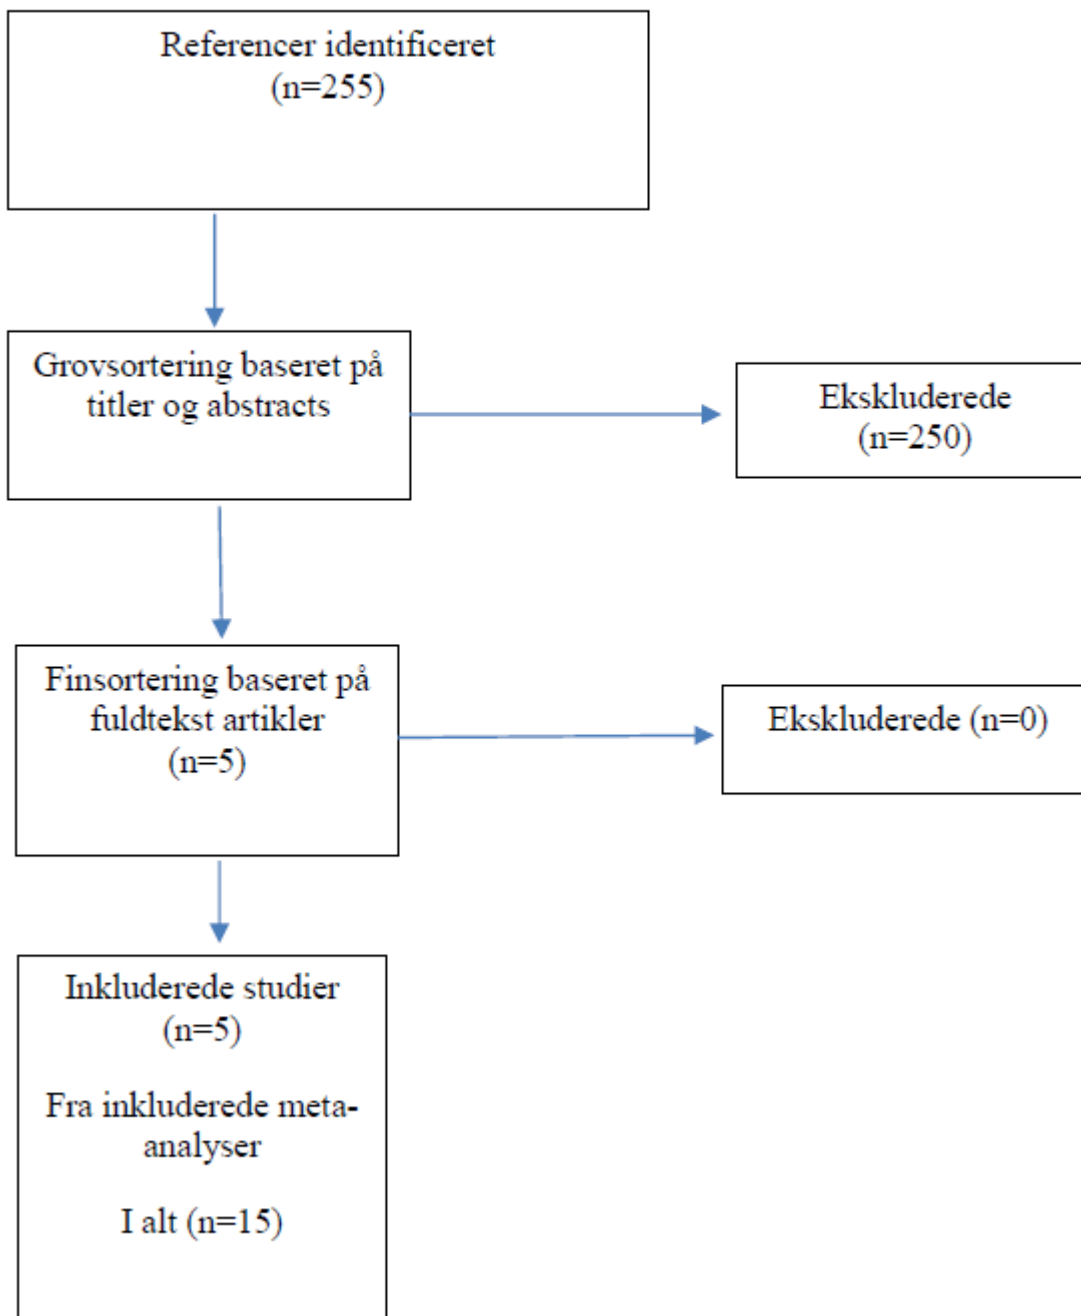 Referencer identificeret
(n=255)
Grovsortering baseret på
titler og abstracts
Ekskluderede
(n=250)
Finsortering baseret på
fuldtekst artikler
(n=5)
Ekskluderede (n=0)
Inkluderede studier
(n=5)
Fra inkluderede meta-
analyser
I alt (n=15)